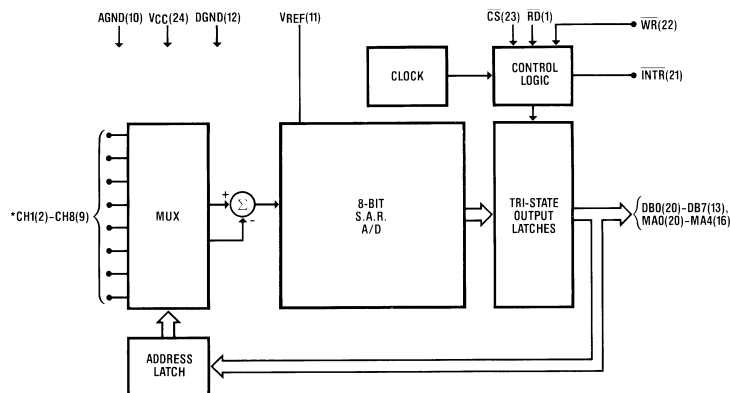 AGND(10) VCC(24) DGND(12) VREF(11) CS(23) RD(1) WR(22)
CLOCK
CONTROL
LOGIC
INTR(21)
*CH1(2)-CH8(9)
MUX
+
Σ
-
8-BIT
S.A.R.
A/D
TRI-STATE
OUTPUT
LATCHES
DB0(20)-DB7(13),
MA0(20)-MA4(16)
ADDRESS
LATCH